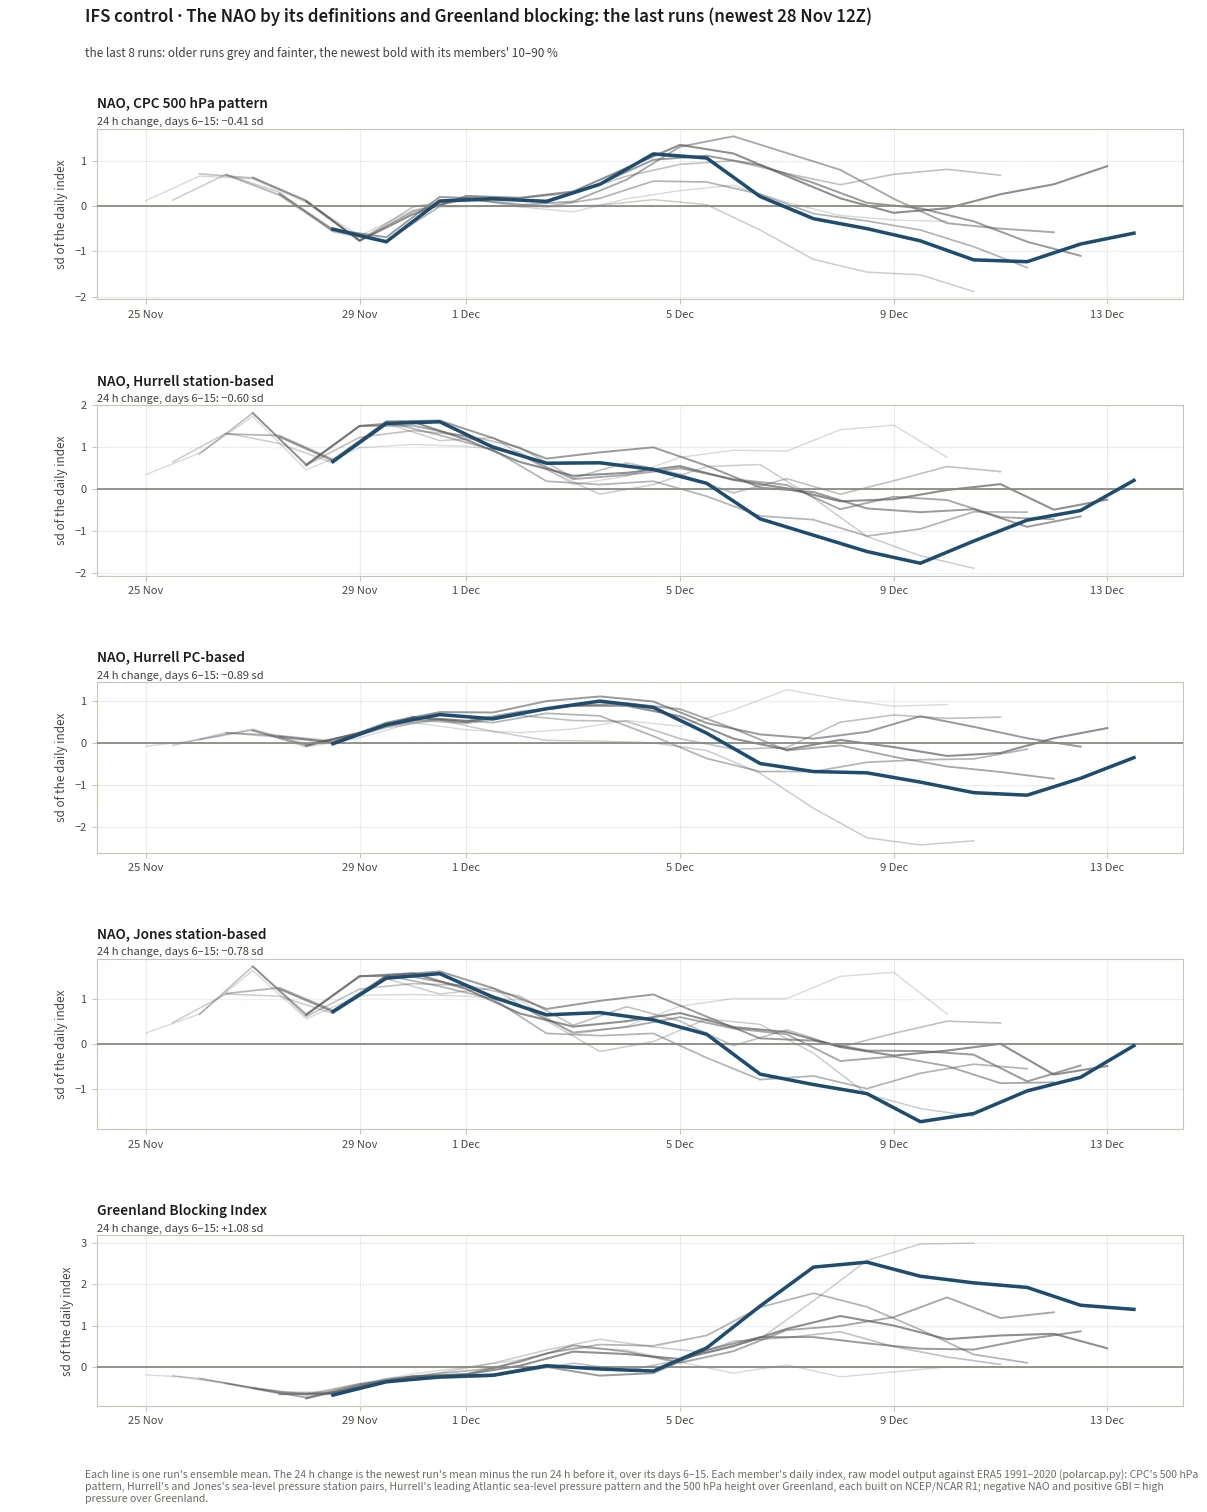 IFS control · The NAO by its definitions and Greenland blocking: the last runs (newest 28 Nov 12Z)
the last 8 runs: older runs grey and fainter, the newest bold with its members' 10–90 %
NAO, CPC 500 hPa pattern
24 h change, days 6–15: −0.41 sd
sd of the daily index
1
0
−1
−2
25 Nov
29 Nov
1 Dec
5 Dec
9 Dec
13 Dec
NAO, Hurrell station-based
24 h change, days 6–15: −0.60 sd
sd of the daily index
2
1
0
−1
−2
25 Nov
29 Nov
1 Dec
5 Dec
9 Dec
13 Dec
NAO, Hurrell PC-based
24 h change, days 6–15: −0.89 sd
sd of the daily index
1
0
−1
−2
25 Nov
29 Nov
1 Dec
5 Dec
9 Dec
13 Dec
NAO, Jones station-based
24 h change, days 6–15: −0.78 sd
sd of the daily index
1
0
−1
25 Nov
29 Nov
1 Dec
5 Dec
9 Dec
13 Dec
Greenland Blocking Index
24 h change, days 6–15: +1.08 sd
sd of the daily index
3
2
1
0
25 Nov
29 Nov
1 Dec
5 Dec
9 Dec
13 Dec
Each line is one run's ensemble mean. The 24 h change is the newest run's mean minus the run 24 h before it, over its days 6–15. Each member's daily index, raw model output against ERA5 1991–2020 (polarcap.py): CPC's 500 hPa
pattern, Hurrell's and Jones's sea-level pressure station pairs, Hurrell's leading Atlantic sea-level pressure pattern and the 500 hPa height over Greenland, each built on NCEP/NCAR R1; negative NAO and positive GBI = high
pressure over Greenland.